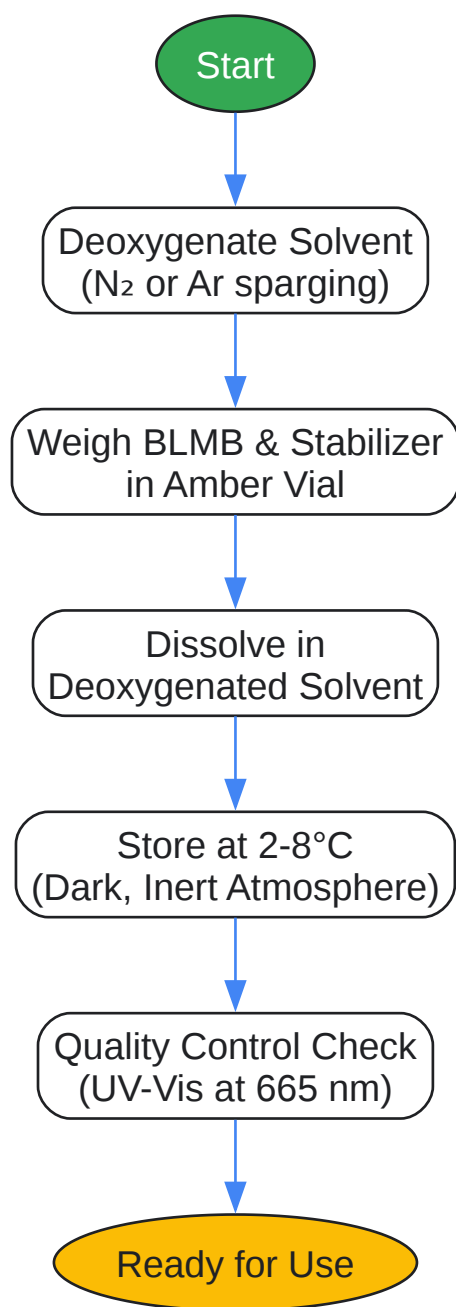 Start
Deoxygenate Solvent
(N₂ or Ar sparging)
Weigh BLMB & Stabilizer
in Amber Vial
Dissolve in
Deoxygenated Solvent
Store at 2-8°C
(Dark, Inert Atmosphere)
Quality Control Check
(UV-Vis at 665 nm)
Ready for Use